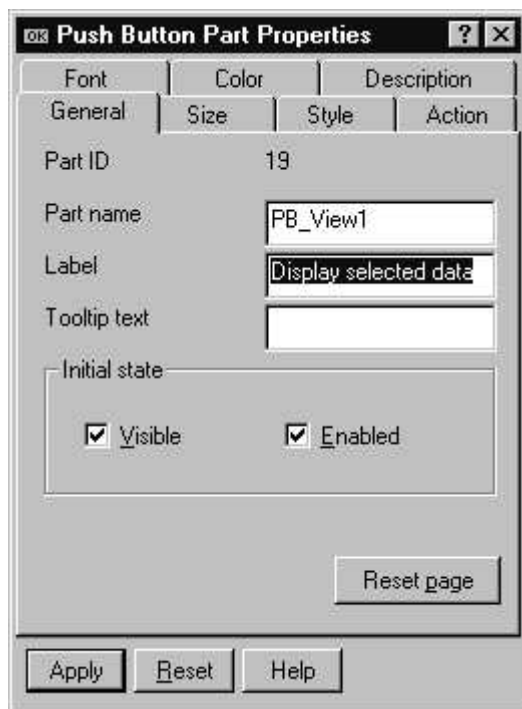 OK Push Button Part Properties ? ×
Font Color Description
General Size Style Action
Part ID 19
Part name PB_View1
Label Display selected data
Tooltip text
Initial state
Visible Enabled
Reset page
Apply Reset Help